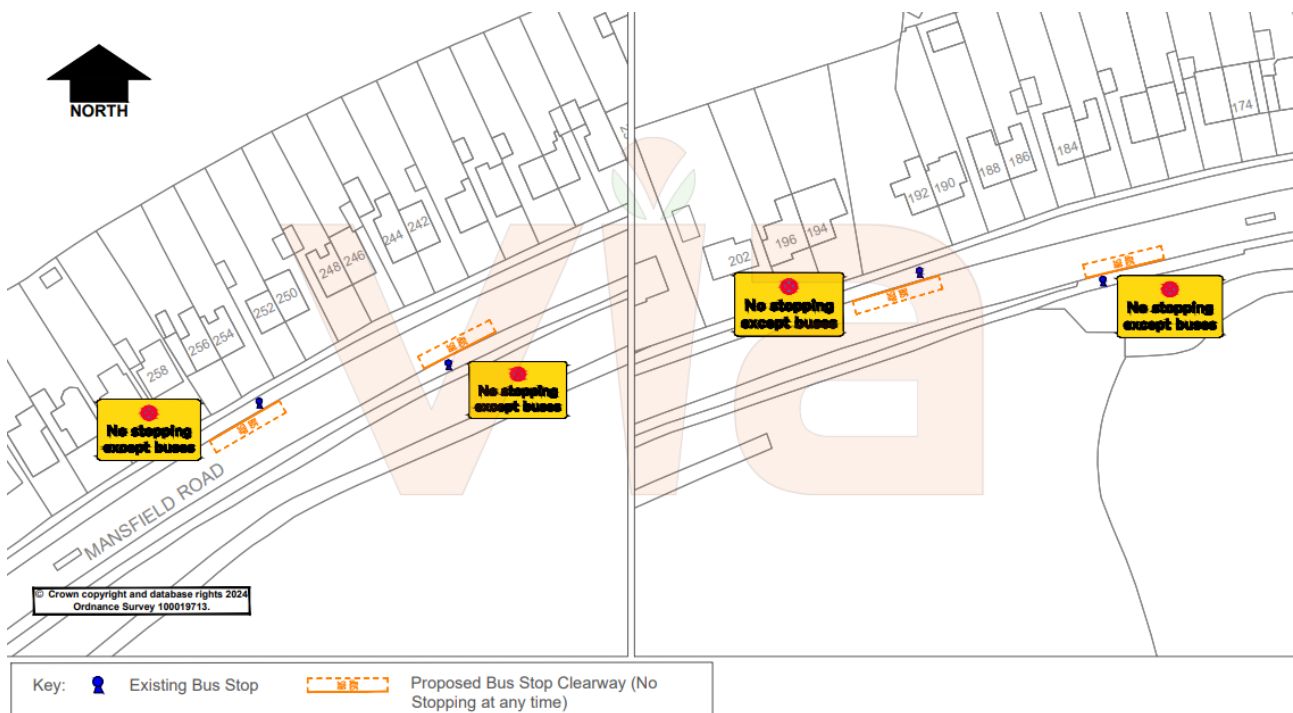 NORTH
174
184
186
188
190
192
194
196
202
242
244
246
248
250
252
254
256
258
No stopping
except buses
No stopping
except buses
No stopping
except buses
No stopping
except buses
MANSFIELD ROAD
via
© Crown copyright and database rights 2024
Ordnance Survey 100019713.
Key:
Existing Bus Stop
Proposed Bus Stop Clearway (No
Stopping at any time)